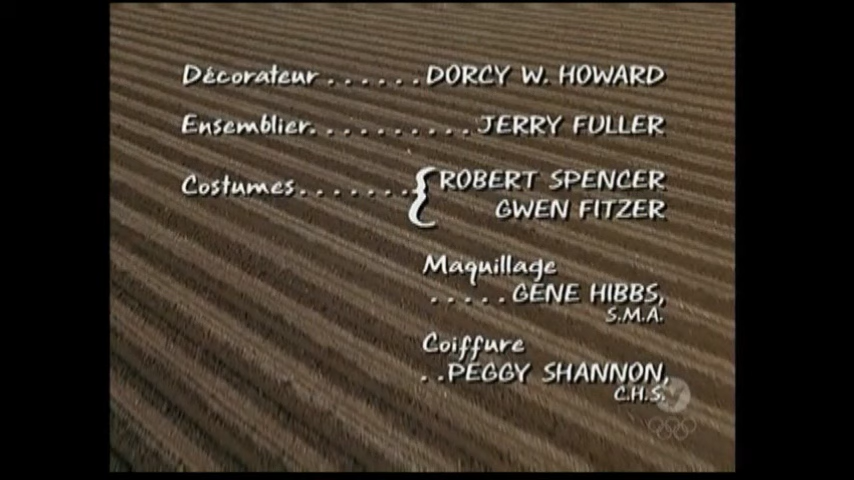 Décorateur . . . . . . DORCY W. HOWARD
Ensemblier. . . . . . . . . . JERRY FULLER
Costumes. . . . . . . { ROBERT SPENCER
GWEN FITZER
Maquillage
. . . . . GENE HIBBS,
S.M.A.
Coiffure
. . PEGGY SHANNON,
C.H.S.